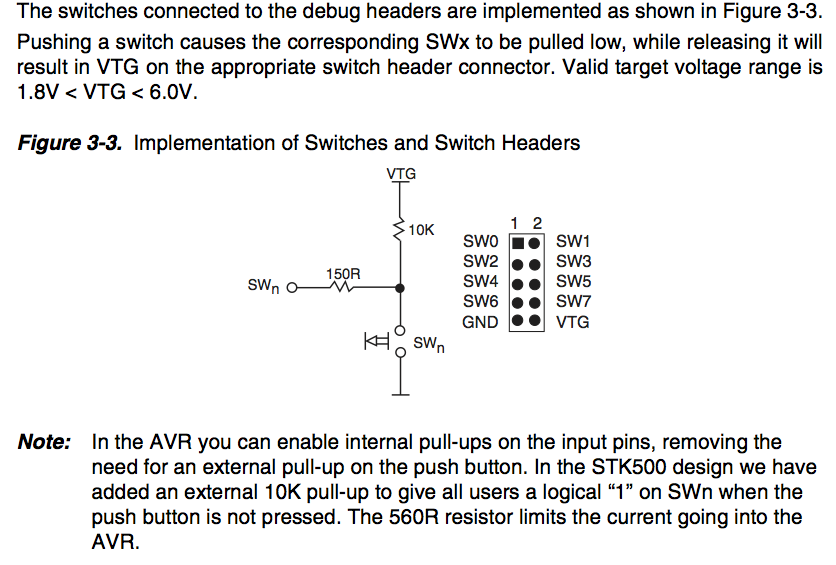 The switches connected to the debug headers are implemented as shown in Figure 3-3.
Pushing a switch causes the corresponding SWx to be pulled low, while releasing it will
result in VTG on the appropriate switch header connector. Valid target voltage range is
1.8V < VTG < 6.0V.
Figure 3-3. Implementation of Switches and Switch Headers
VTG
10K
150R
SWn
SWn
1 2
SW0 SW1
SW2 SW3
SW4 SW5
SW6 SW7
GND VTG
Note: In the AVR you can enable internal pull-ups on the input pins, removing the
need for an external pull-up on the push button. In the STK500 design we have
added an external 10K pull-up to give all users a logical “1” on SWn when the
push button is not pressed. The 560R resistor limits the current going into the
AVR.